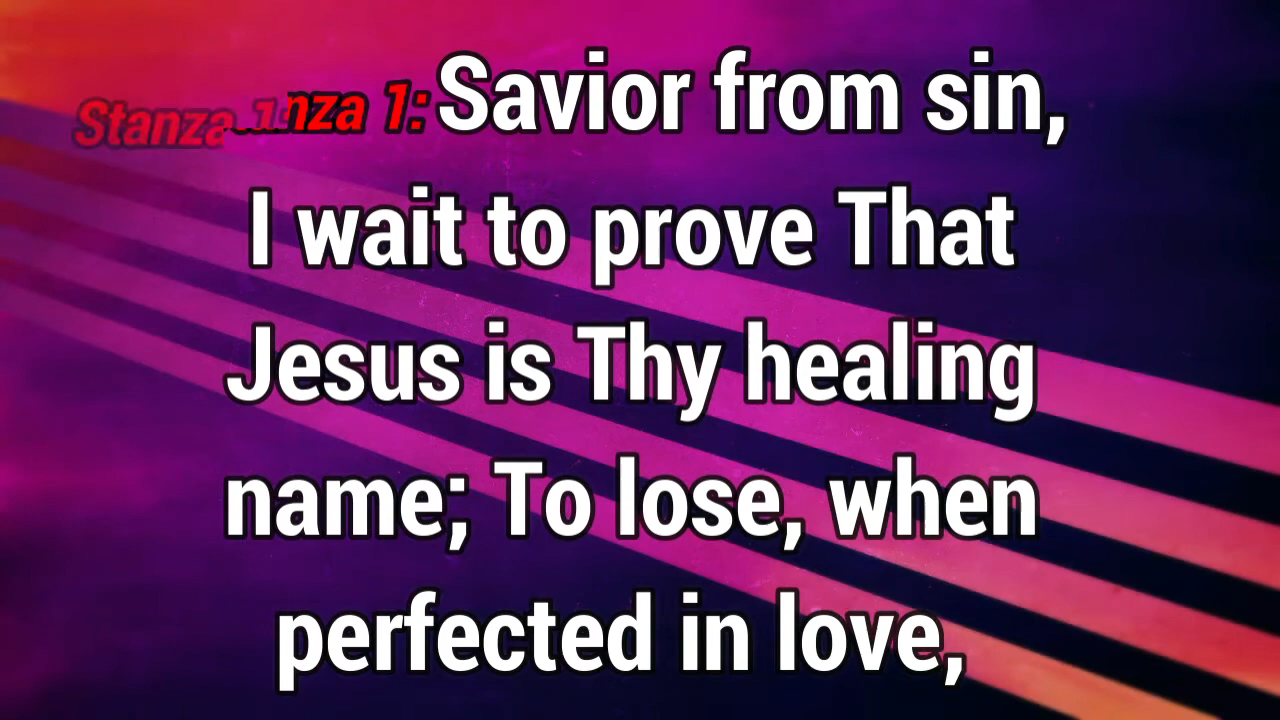 Stanza 1: Savior from sin,
I wait to prove That
Jesus is Thy healing
name; To lose, when
perfected in love,